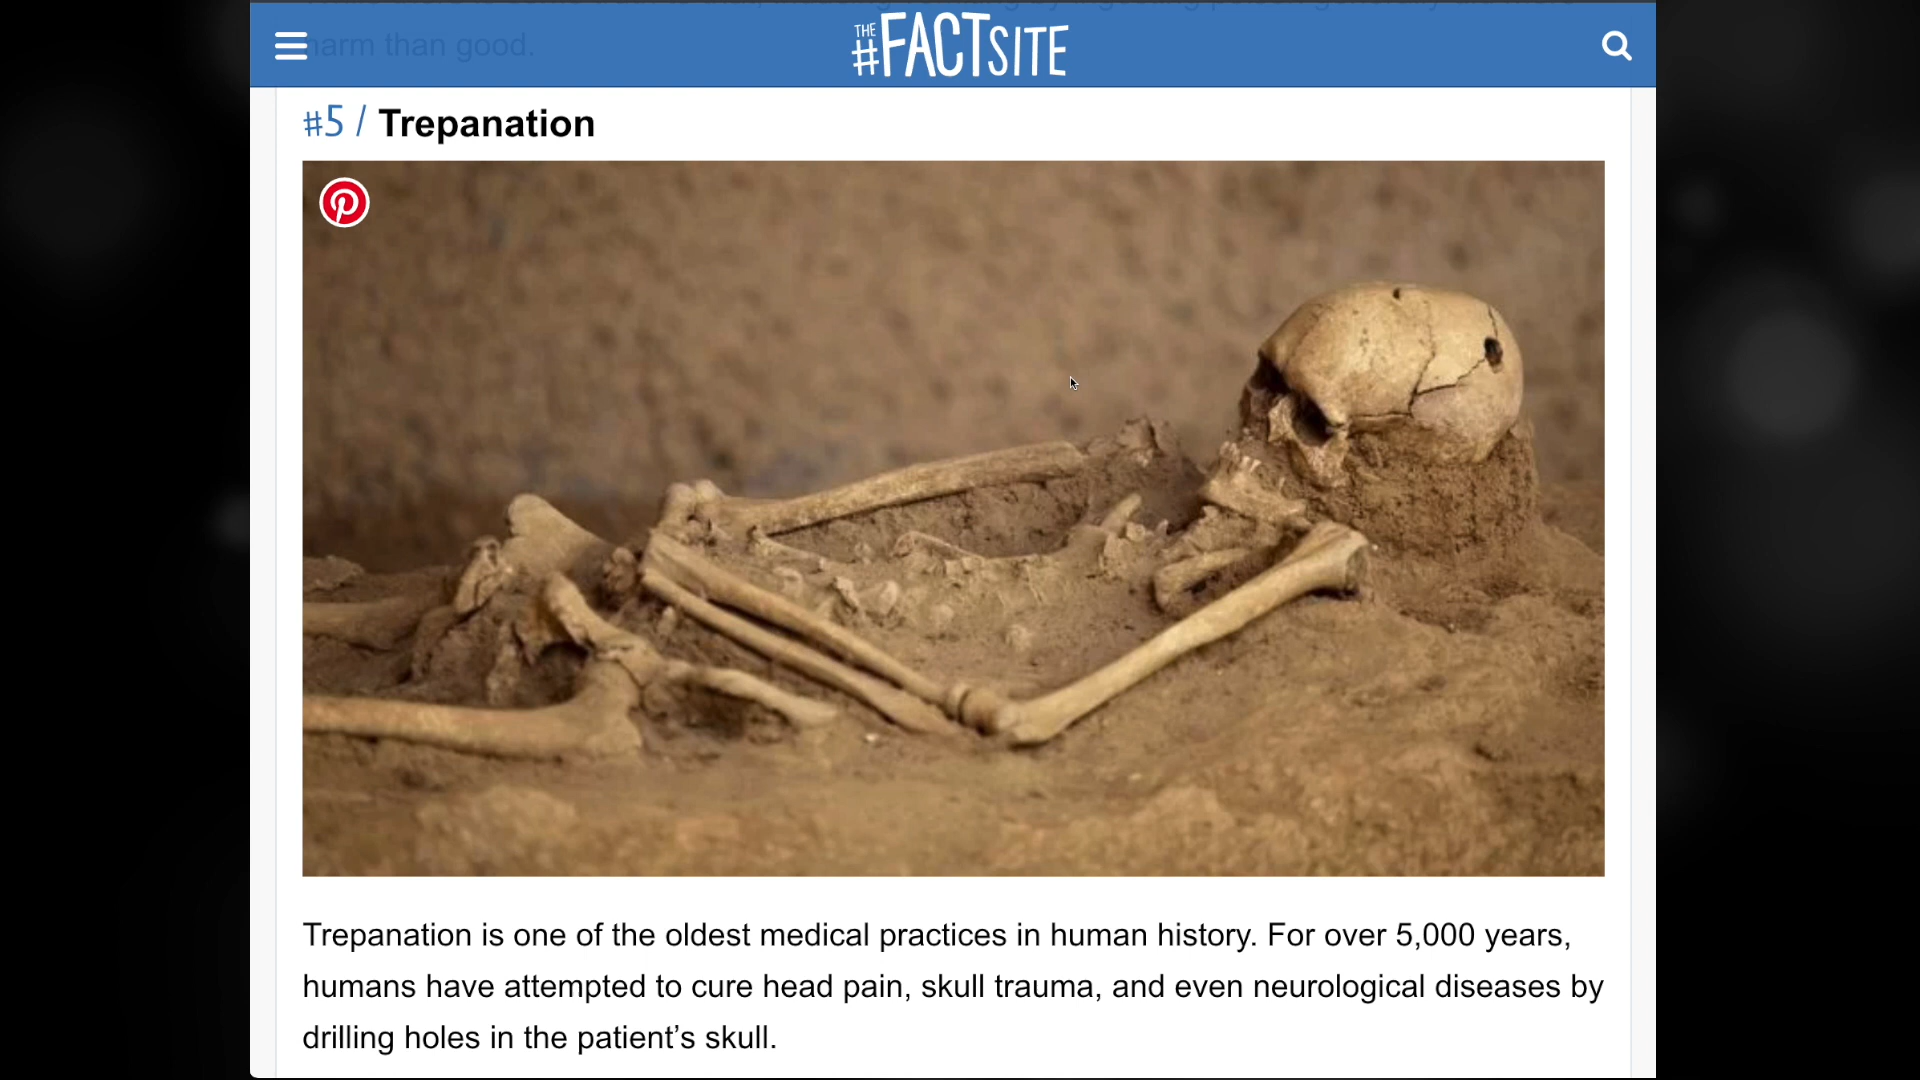 harm than good.
THE
#FACTSITE
#5 / Trepanation
Trepanation is one of the oldest medical practices in human history. For over 5,000 years,
humans have attempted to cure head pain, skull trauma, and even neurological diseases by
drilling holes in the patient’s skull.